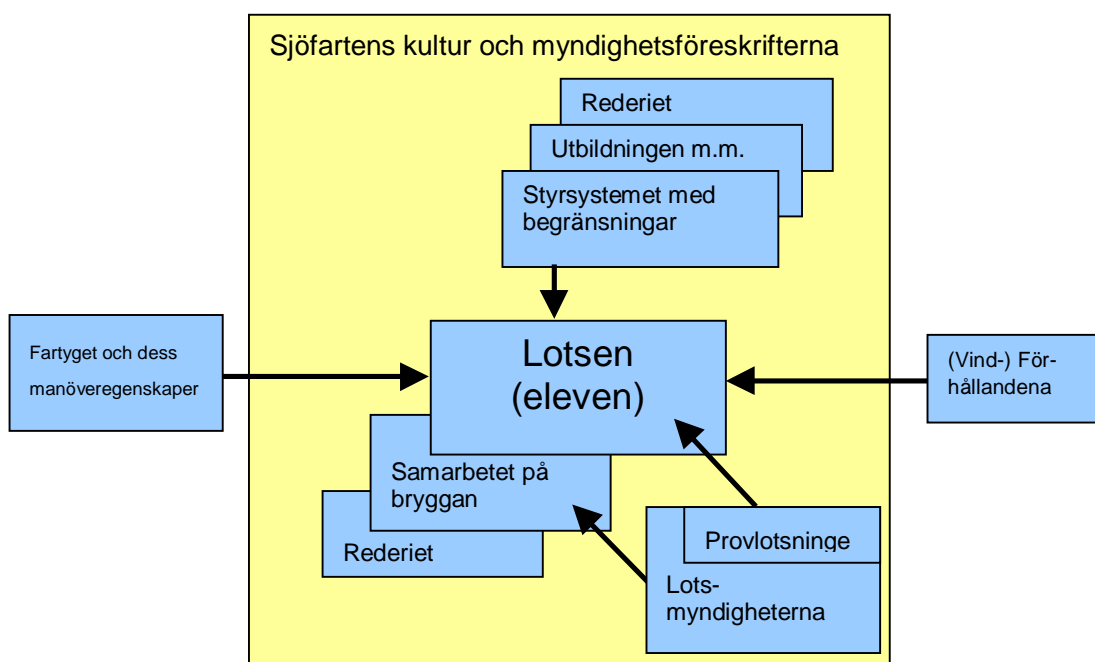 Sjöfartens kultur och myndighetsföreskrifterna
Rederiet
Utbildningen m.m.
Styrsystemet med
begränsningar
Fartyget och dess
manöveregenskaper
Lotsen
(eleven)
(Vind-) För-
hållandena
Samarbetet på
bryggan
Rederiet
Provlotsninge
Lots-
myndigheterna